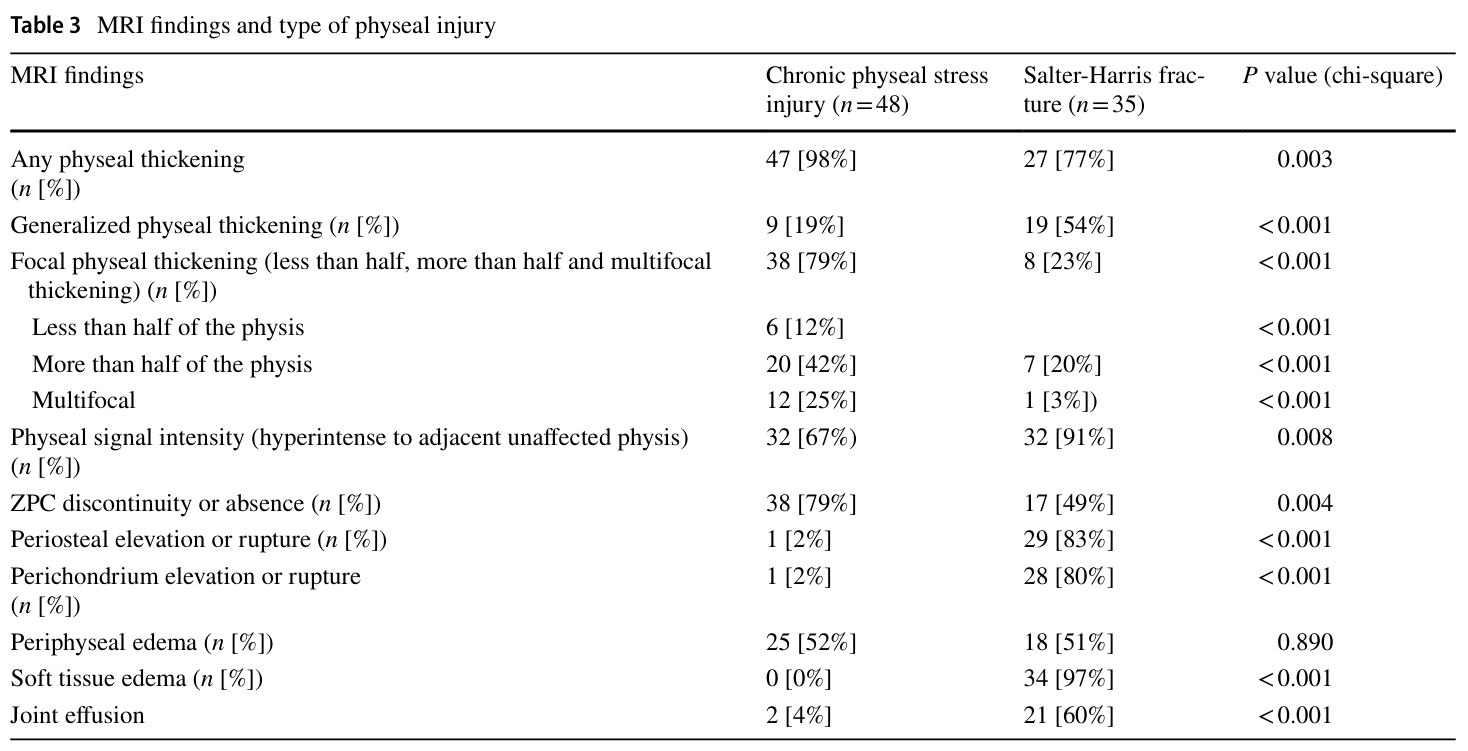 Table 3 MRI findings and type of physeal injury
MRI findings Chronic physeal stress injury (n=48) Salter-Harris frac-ture (n=35) P value (chi-square)
Any physeal thickening 47 [98%] 27 [77%] 0.003
(n [%])
Generalized physeal thickening (n [%]) 9 [19%] 19 [54%] <0.001
Focal physeal thickening (less than half, more than half and multifocal 38 [79%] 8 [23%] <0.001
thickening) (n [%])
Less than half of the physis 6 [12%] <0.001
More than half of the physis 20 [42%] 7 [20%] <0.001
Multifocal 12 [25%] 1 [3%]) <0.001
Physeal signal intensity (hyperintense to adjacent unaffected physis) 32 [67%) 32 [91%] 0.008
(n [%])
ZPC discontinuity or absence (n [%]) 38 [79%] 17 [49%] 0.004
Periosteal elevation or rupture (n [%]) 1 [2%] 29 [83%] <0.001
Perichondrium elevation or rupture 1 [2%] 28 [80%] <0.001
(n [%])
Periphyseal edema (n [%]) 25 [52%] 18 [51%] 0.890
Soft tissue edema (n [%]) 0 [0%] 34 [97%] <0.001
Joint effusion 2 [4%] 21 [60%] <0.001